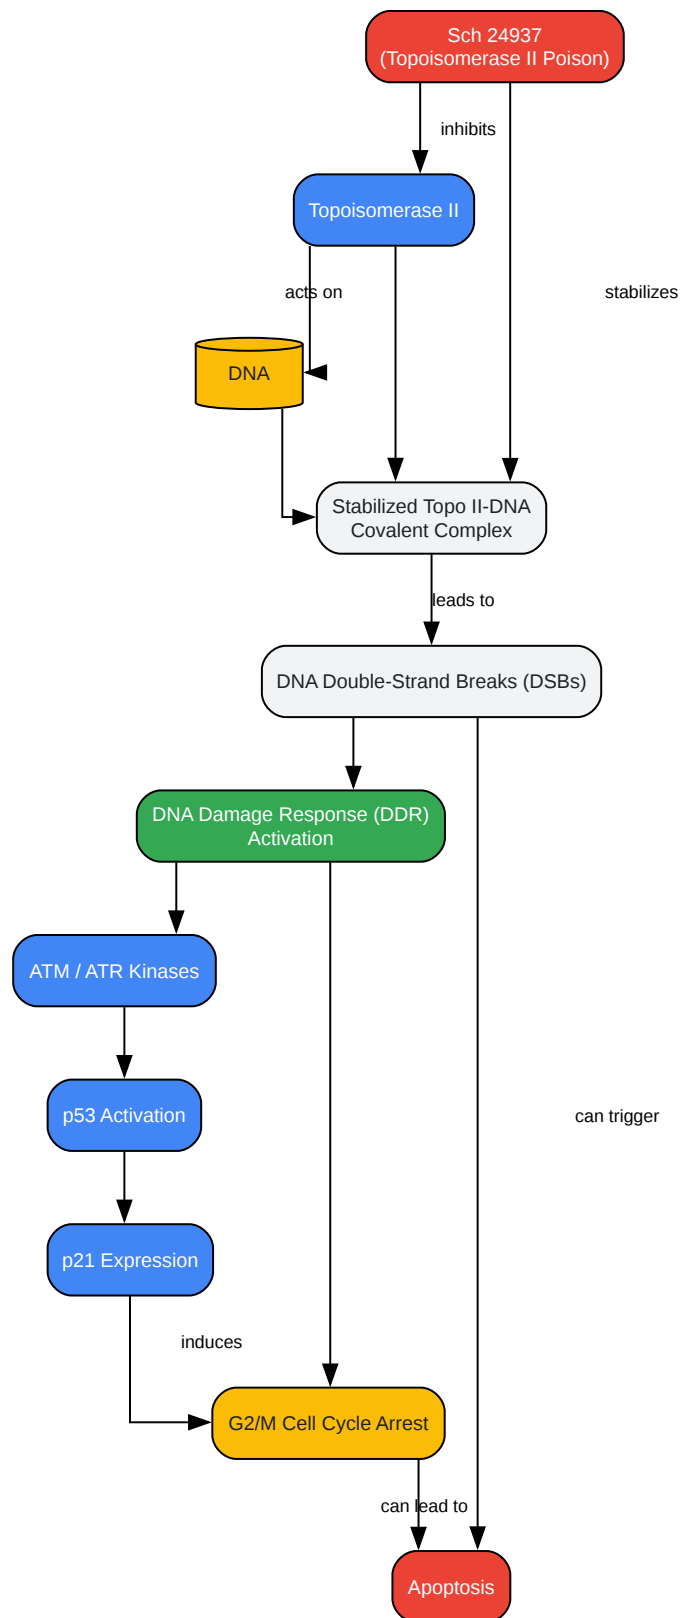 Sch 24937
(Topoisomerase II Poison)
inhibits
Topoisomerase II
acts on
stabilizes
DNA
Stabilized Topo II-DNA
Covalent Complex
leads to
DNA Double-Strand Breaks (DSBs)
DNA Damage Response (DDR)
Activation
ATM / ATR Kinases
p53 Activation
can trigger
p21 Expression
induces
G2/M Cell Cycle Arrest
can lead to
Apoptosis